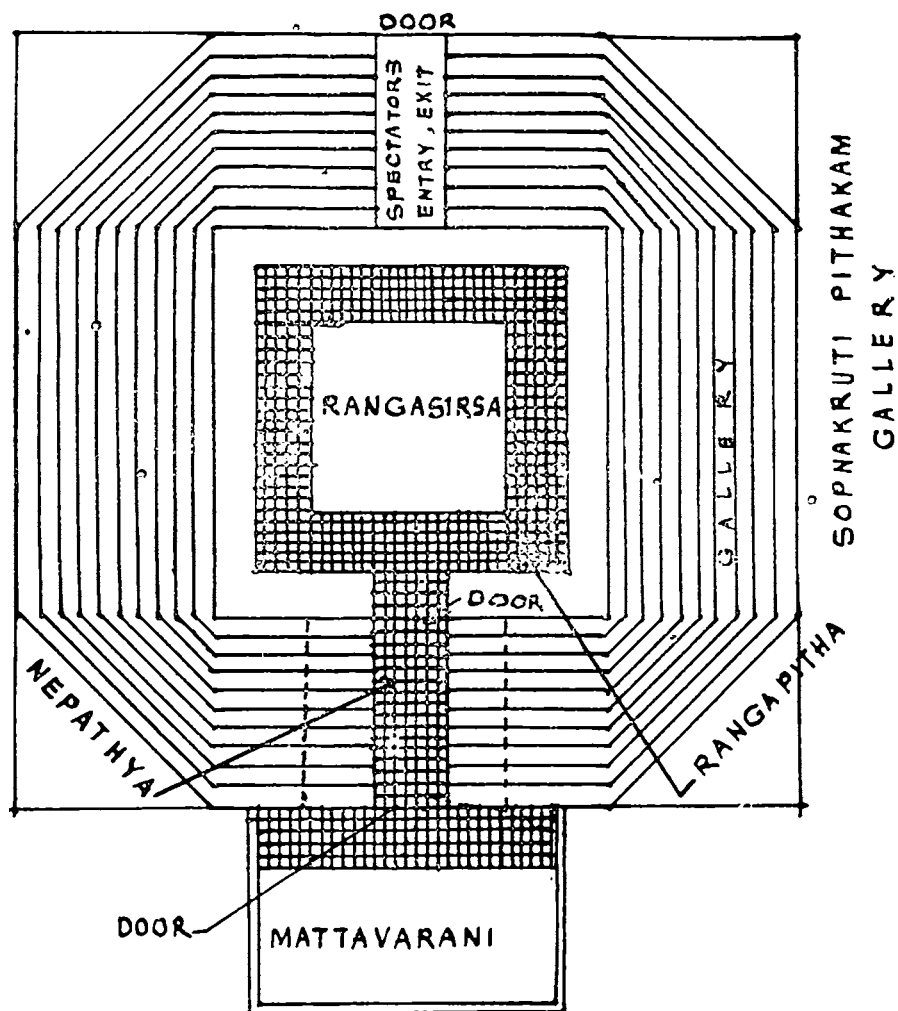 DOOR
SPECTATORS
ENTRY, EXIT
SOPNAKRUTI PITHAKAM
GALLERY
GALLERY
RANGASIRSA
DOOR
NEPATHYA
RANGAPITHA
DOOR
MATTAVARANI